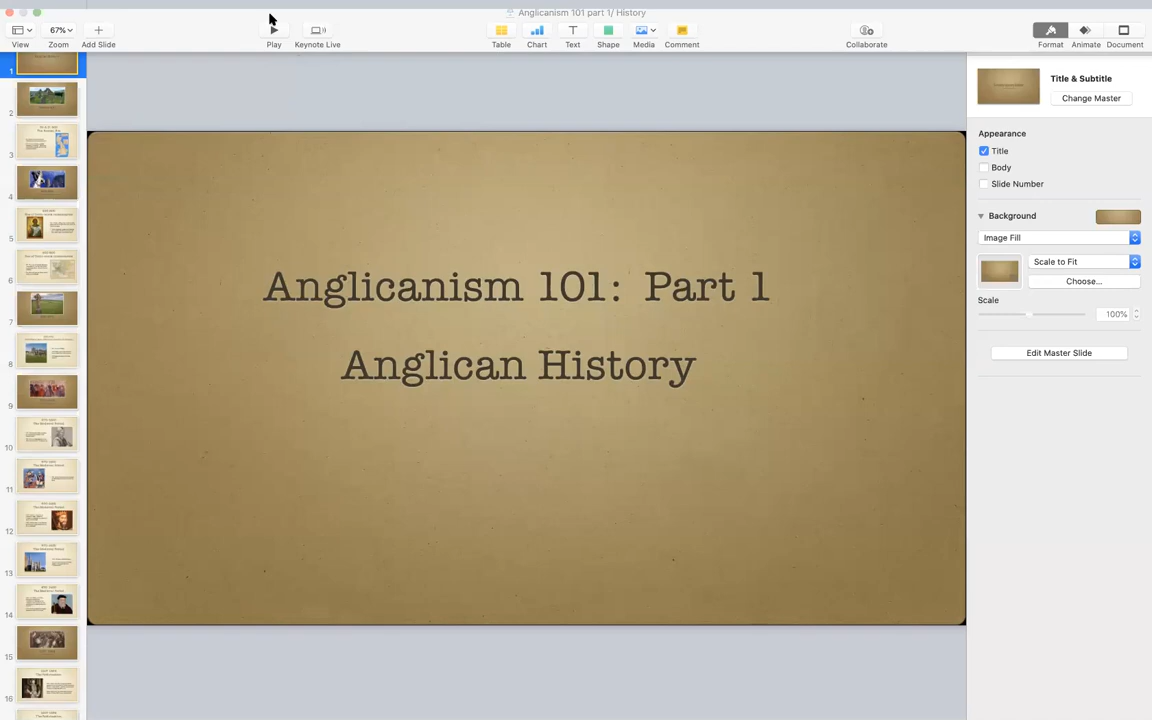 Anglicanism 101 part 1/ History
67%
View
Zoom
Add Slide
Play
Keynote Live
Table
Chart
Text
Shape
Media
Comment
Collaborate
Format
Animate
Document
1
2
3
4
5
6
7
8
9
10
11
12
13
14
15
16
Anglicanism 101: Part 1
Anglican History
Title & Subtitle
Change Master
Appearance
Title
Body
Slide Number
Background
Image Fill
Scale to Fit
Choose...
Scale
100%
Edit Master Slide